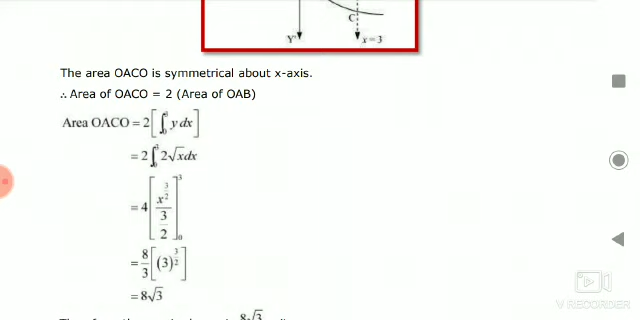 C
Y'
x=3
The area OACO is symmetrical about x-axis.
∴ Area of OACO = 2 (Area of OAB)
Area OACO = 2[∫₀³ y dx]
= 2∫₀³ 2√x dx
= 4[x^(3/2) / (3/2)]₀³
= 8/3 [(3)^(3/2)]
= 8√3
8√3
V RECORDER